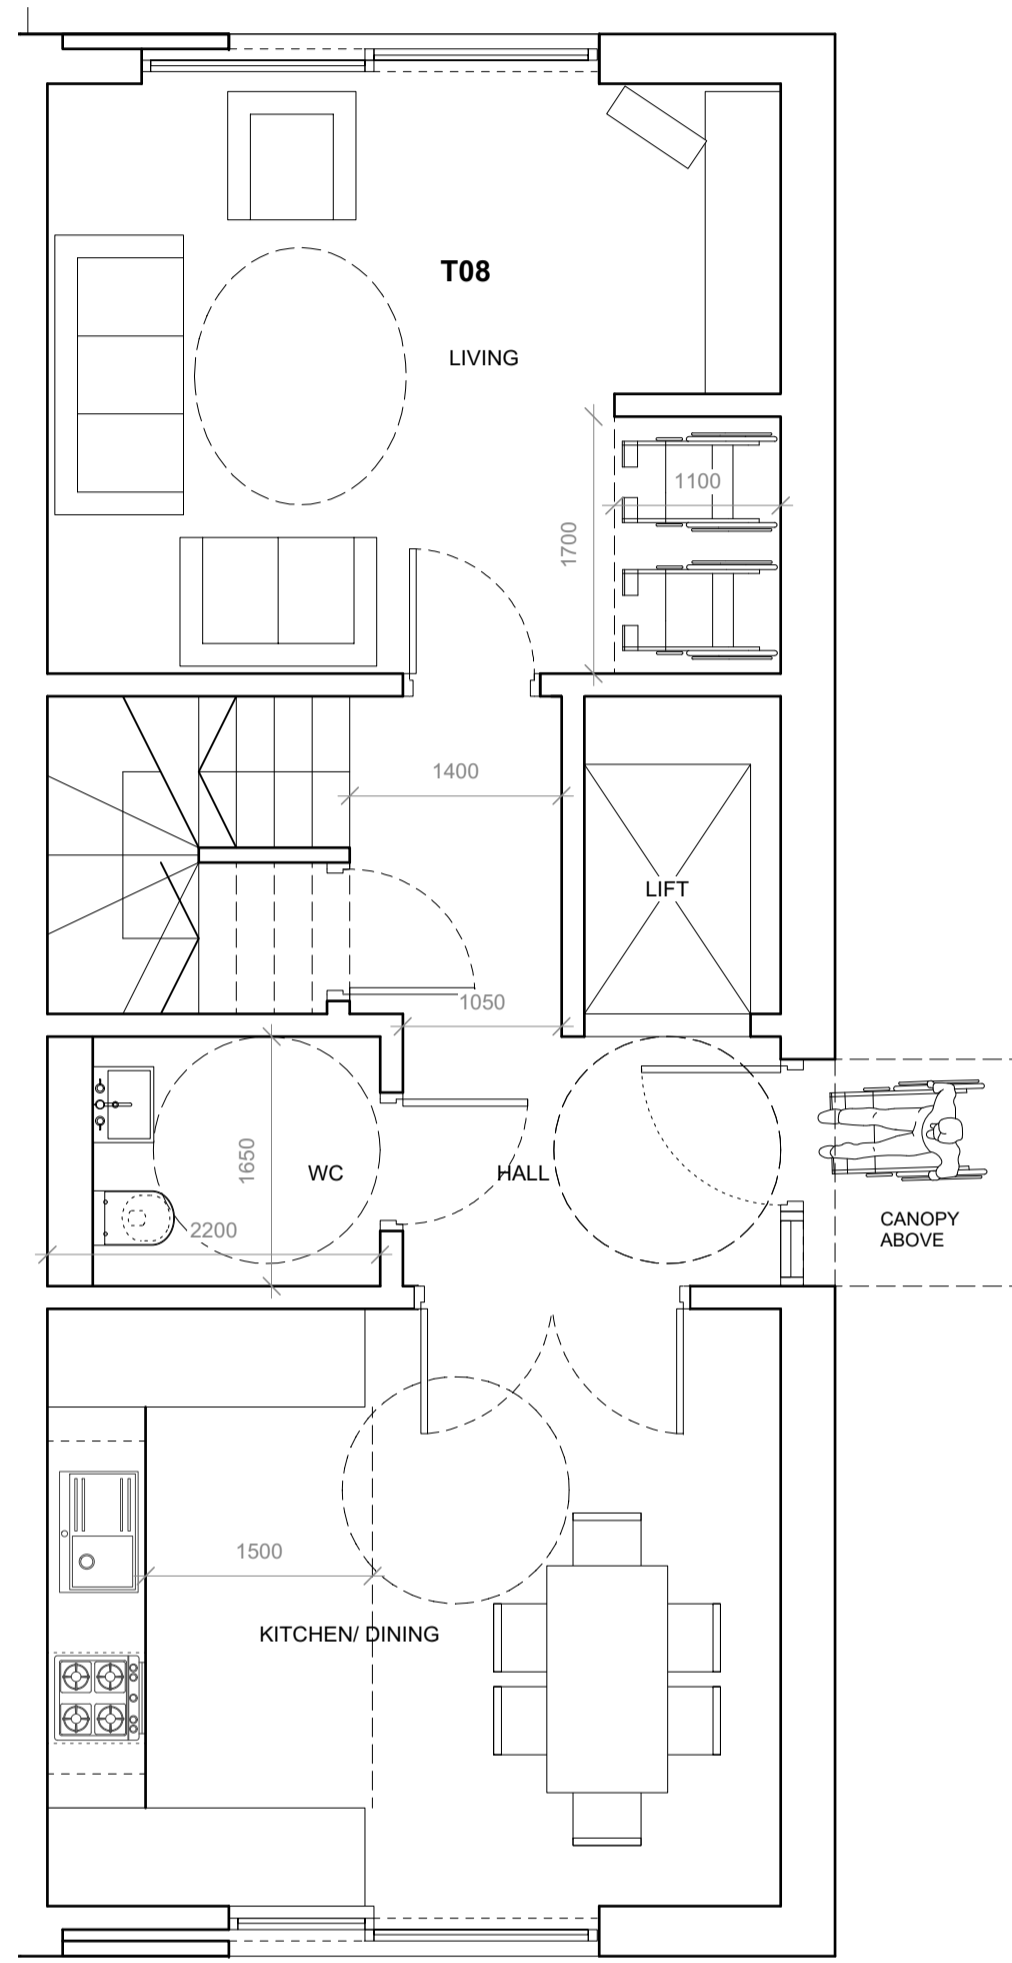 T08
LIVING
1100
1700
1400
LIFT
1050
1650
WC
HALL
2200
CANOPY
ABOVE
1500
KITCHEN/ DINING